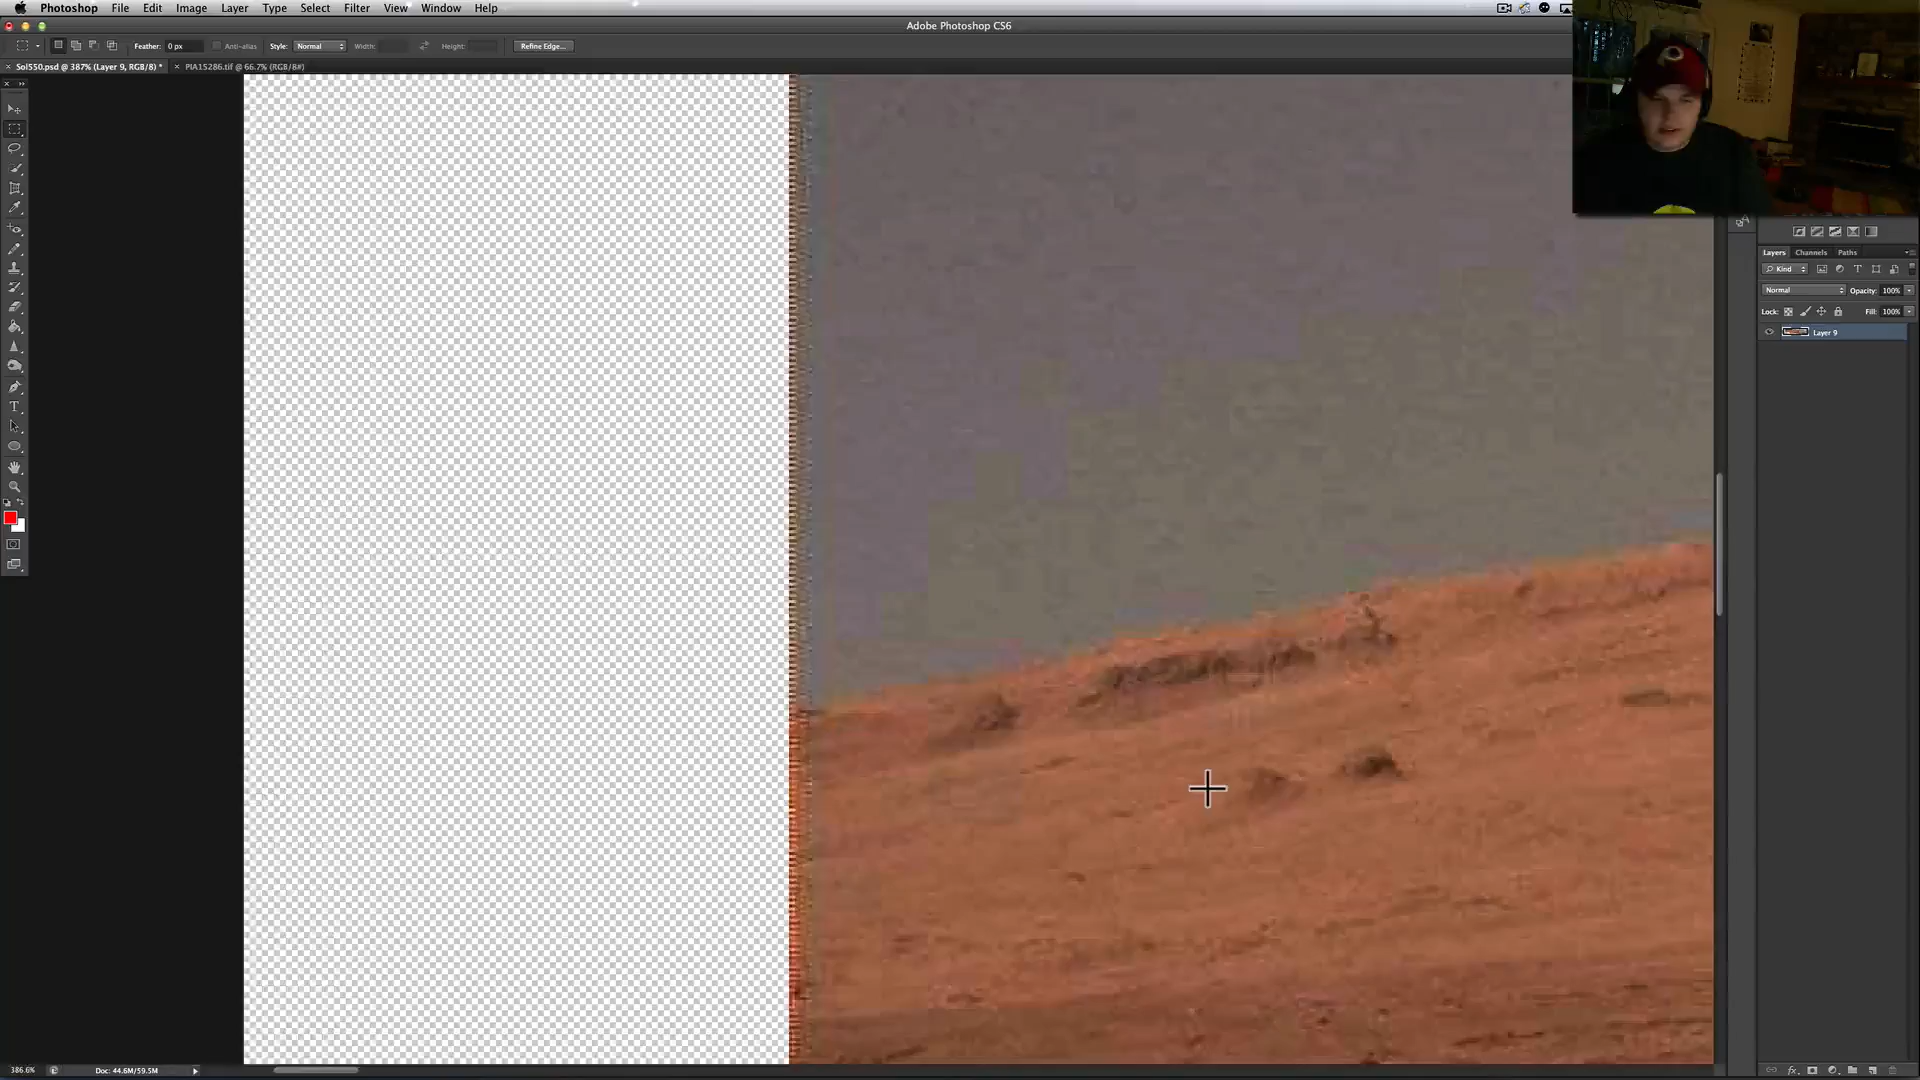 Photoshop File Edit Image Layer Type Select Filter View Window Help
Adobe Photoshop CS6
Feather: 0 px Anti-alias Style: Normal Width: Height: Refine Edge...
Sol550.psd @ 387% (Layer 9, RGB/8) * PIA15286.tif @ 66.7% (RGB/8#)
Layers Channels Paths
Kind
Normal Opacity: 100%
Lock: Fill: 100%
Layer 9
386.6% Doc: 44.6M/59.5M